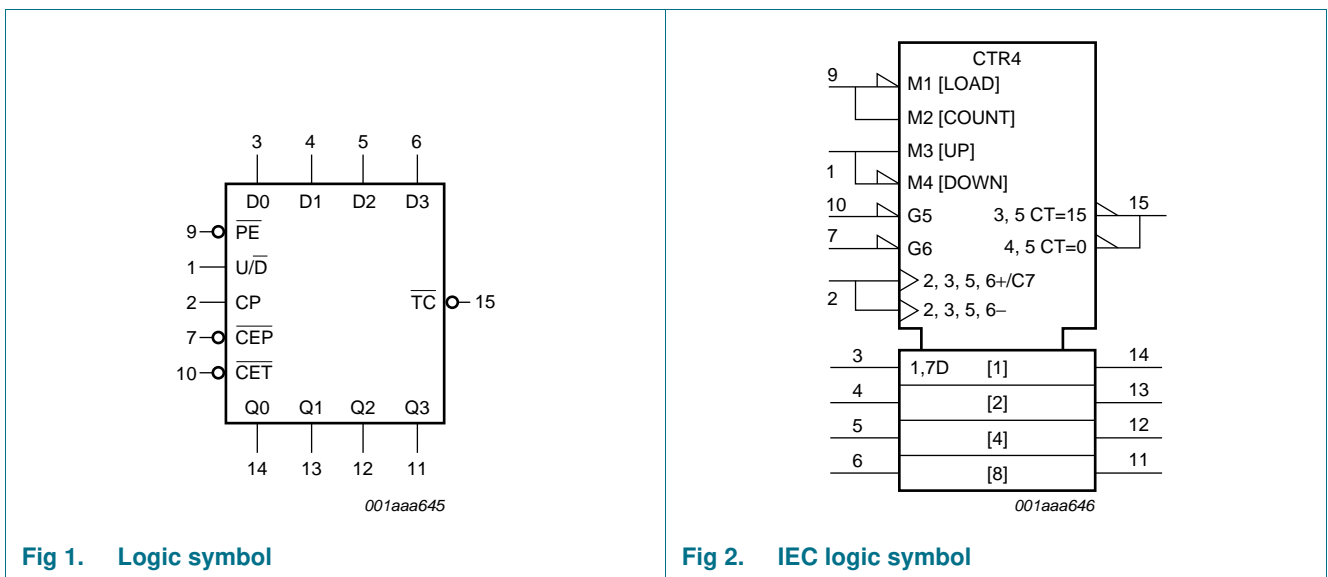 3 4 5 6
D0 D1 D2 D3
9 PE
1 U/D
2 CP
TC 15
7 CEP
10 CET
Q0 Q1 Q2 Q3
14 13 12 11
001aaa645
Fig 1. Logic symbol
CTR4
9 M1 [LOAD]
M2 [COUNT]
M3 [UP]
1 M4 [DOWN]
10 G5 3, 5 CT=15 15
7 G6 4, 5 CT=0
2, 3, 5, 6+/C7
2 2, 3, 5, 6−
3 1,7D [1] 14
4 [2] 13
5 [4] 12
6 [8] 11
001aaa646
Fig 2. IEC logic symbol